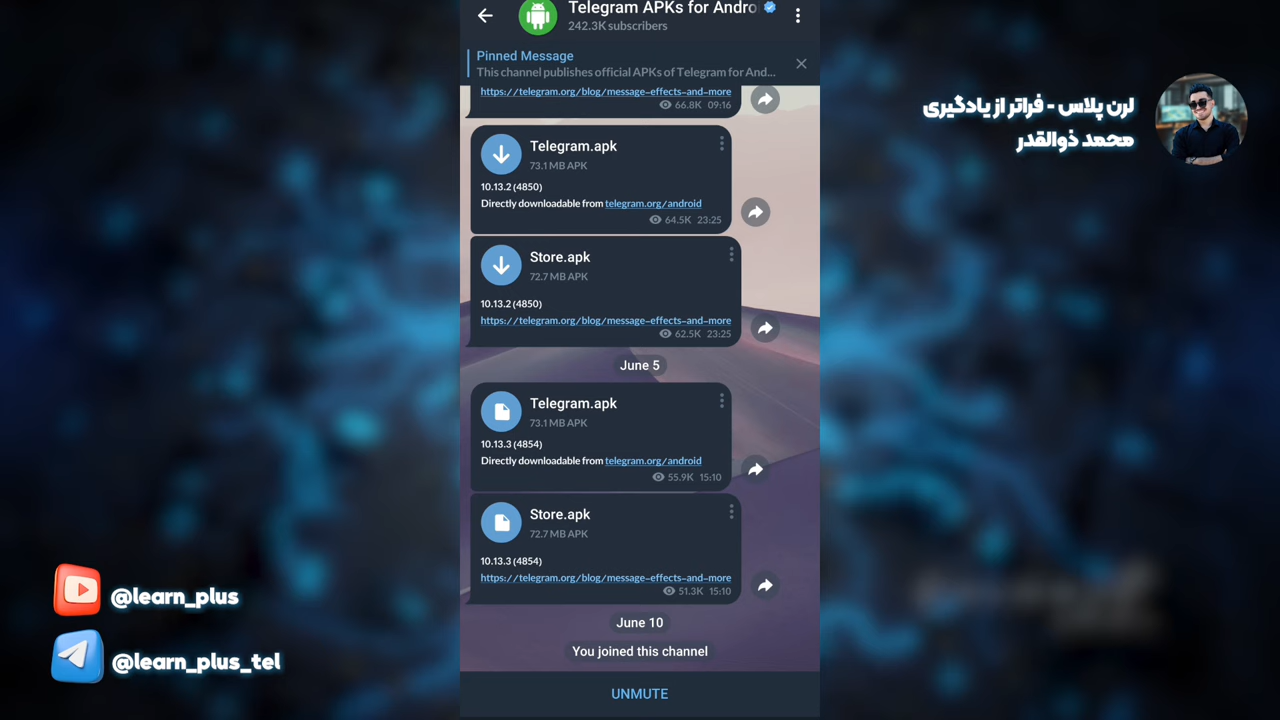 Telegram APKs for Andro
242.3K subscribers
Pinned Message
This channel publishes official APKs of Telegram for And...
https://telegram.org/blog/message-effects-and-more
66.8K 09:16
Telegram.apk
73.1 MB APK
10.13.2 (4850)
Directly downloadable from telegram.org/android
64.5K 23:25
Store.apk
72.7 MB APK
10.13.2 (4850)
https://telegram.org/blog/message-effects-and-more
62.5K 23:25
June 5
Telegram.apk
73.1 MB APK
10.13.3 (4854)
Directly downloadable from telegram.org/android
55.9K 15:10
Store.apk
72.7 MB APK
10.13.3 (4854)
https://telegram.org/blog/message-effects-and-more
51.3K 15:10
June 10
You joined this channel
UNMUTE
لرن پلاس - فراتر از یادگیری
محمد ذوالقدر
@learn_plus
@learn_plus_tel